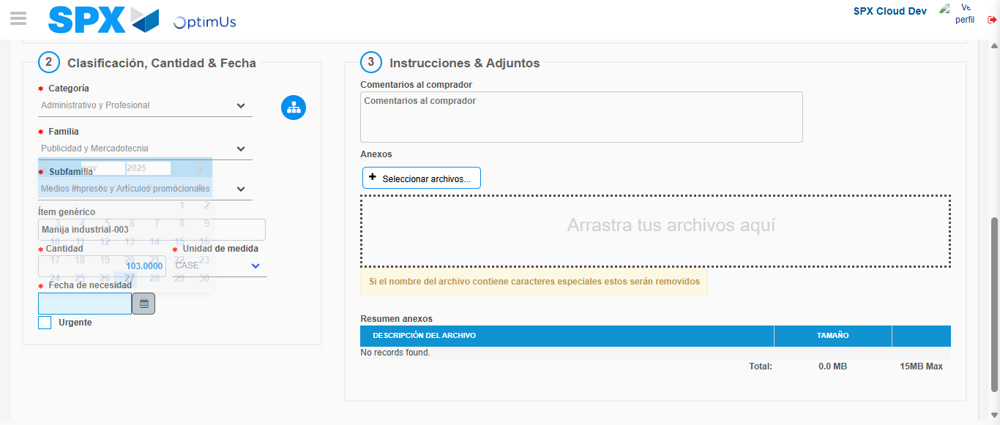 SPX
OptimUs
SPX Cloud Dev
Ve
perfil
2 Clasificación, Cantidad & Fecha
* Categoría
Administrativo y Profesional
* Familia
Publicidad y Mercadotecnia
nov 2025
* Subfamilia
Medios Impresos y Artículos promocionales
1 2
Ítem genérico
3 4 5 6 7 8 9
Manija industrial-003
10 11 12 13 14 15 16
* Cantidad
* Unidad de medida
17 18 19 20 21 22 23
103.0000
CASE
24 25 26 27 28 29 30
* Fecha de necesidad
Urgente
3 Instrucciones & Adjuntos
Comentarios al comprador
Comentarios al comprador
Anexos
+ Seleccionar archivos...
Arrastra tus archivos aquí
Si el nombre del archivo contiene caracteres especiales estos serán removidos
Resumen anexos
DESCRIPCIÓN DEL ARCHIVO TAMAÑO
No records found.
Total: 0.0 MB 15MB Max